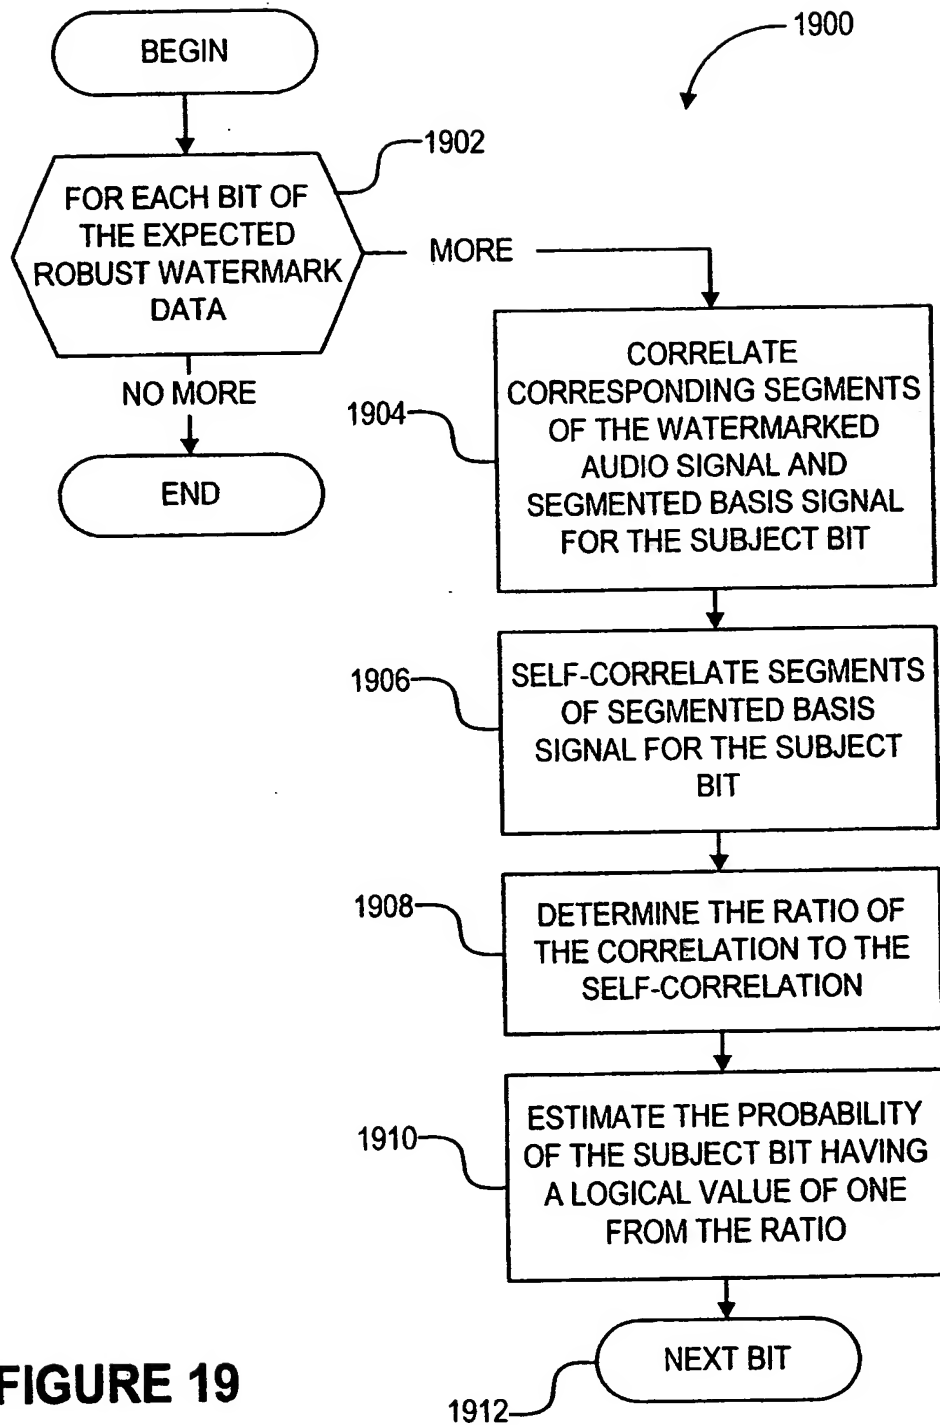 BEGIN
1900
1902
FOR EACH BIT OF
THE EXPECTED
ROBUST WATERMARK
DATA
MORE
NO MORE
END
1904
CORRELATE
CORRESPONDING SEGMENTS
OF THE WATERMARKED
AUDIO SIGNAL AND
SEGMENTED BASIS SIGNAL
FOR THE SUBJECT BIT
1906
SELF-CORRELATE SEGMENTS
OF SEGMENTED BASIS
SIGNAL FOR THE SUBJECT
BIT
1908
DETERMINE THE RATIO OF
THE CORRELATION TO THE
SELF-CORRELATION
1910
ESTIMATE THE PROBABILITY
OF THE SUBJECT BIT HAVING
A LOGICAL VALUE OF ONE
FROM THE RATIO
NEXT BIT
1912
FIGURE 19